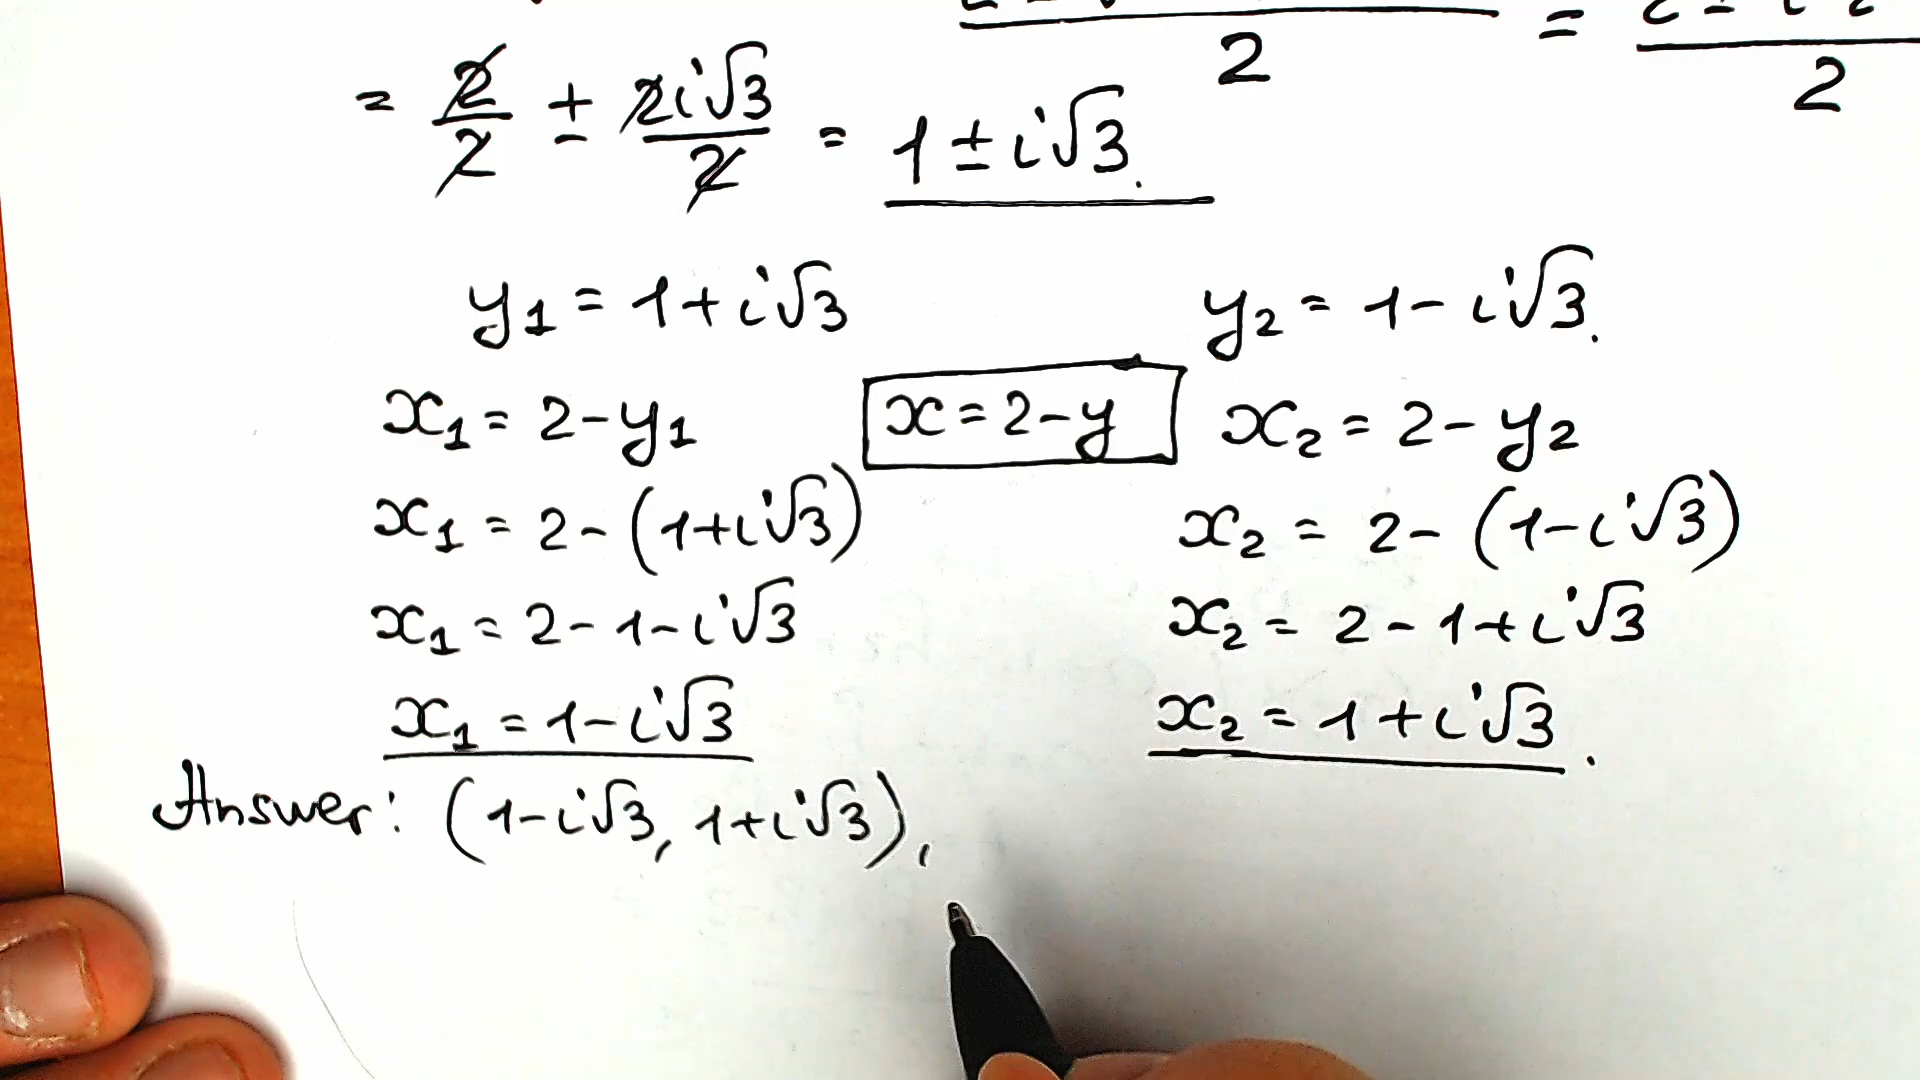 2 = 2
= 2/2 ± 2i√3/2 = 1 ± i√3.
y1 = 1+i√3 y2 = 1-i√3.
x1 = 2-y1 x=2-y x2 = 2-y2
x1 = 2-(1+i√3) x2 = 2-(1-i√3)
x1 = 2-1-i√3 x2 = 2-1+i√3
x1 = 1-i√3 x2 = 1+i√3.
Answer: (1-i√3, 1+i√3),